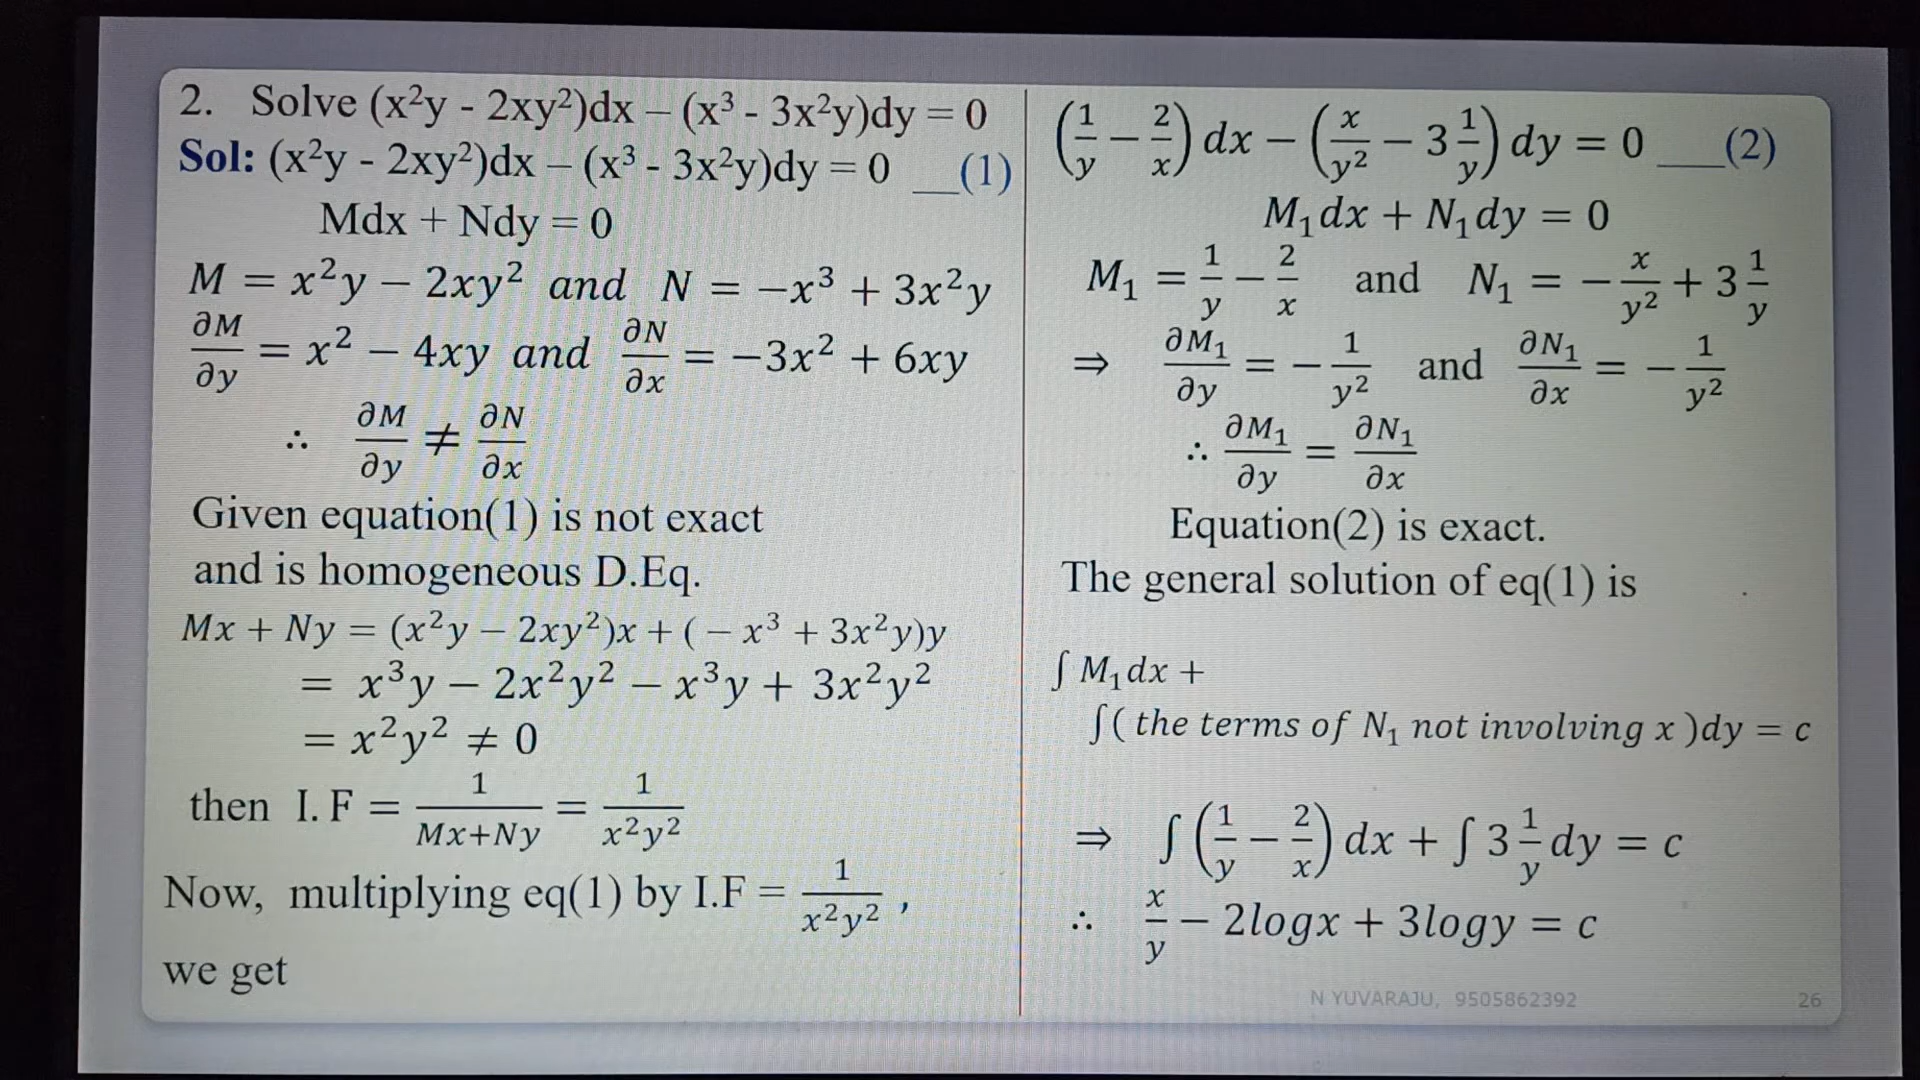 2. Solve (x²y - 2xy²)dx – (x³ - 3x²y)dy = 0
Sol: (x²y - 2xy²)dx – (x³ - 3x²y)dy = 0 __(1)
Mdx + Ndy = 0
M = x²y − 2xy² and N = −x³ + 3x²y
∂M/∂y = x² − 4xy and ∂N/∂x = −3x² + 6xy
∴ ∂M/∂y ≠ ∂N/∂x
Given equation(1) is not exact
and is homogeneous D.Eq.
Mx + Ny = (x²y − 2xy²)x + (− x³ + 3x²y)y
= x³y − 2x²y² − x³y + 3x²y²
= x²y² ≠ 0
then I. F = 1/(Mx+Ny) = 1/(x²y²)
Now, multiplying eq(1) by I.F = 1/(x²y²) ,
we get
(1/y − 2/x) dx − (x/y² − 3 1/y) dy = 0 ___(2)
M₁dx + N₁dy = 0
M₁ = 1/y − 2/x and N₁ = − x/y² + 3 1/y
⇒ ∂M₁/∂y = − 1/y² and ∂N₁/∂x = − 1/y²
∴ ∂M₁/∂y = ∂N₁/∂x
Equation(2) is exact.
The general solution of eq(1) is
∫ M₁dx +
∫( the terms of N₁ not involving x )dy = c
⇒ ∫ (1/y − 2/x) dx + ∫ 3 1/y dy = c
∴ x/y − 2logx + 3logy = c
N YUVARAJU, 9505862392
26